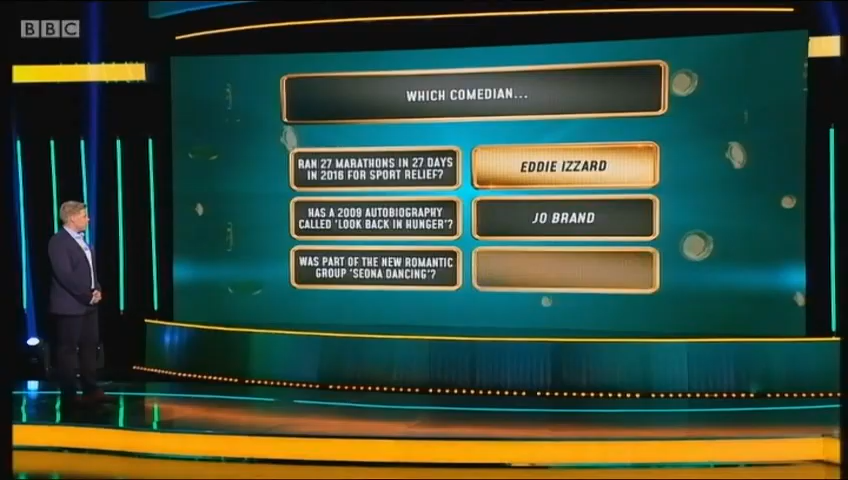 BBC
WHICH COMEDIAN...
RAN 27 MARATHONS IN 27 DAYS
IN 2016 FOR SPORT RELIEF?
EDDIE IZZARD
HAS A 2009 AUTOBIOGRAPHY
CALLED 'LOOK BACK IN HUNGER'?
JO BRAND
WAS PART OF THE NEW ROMANTIC
GROUP 'SEONA DANCING'?